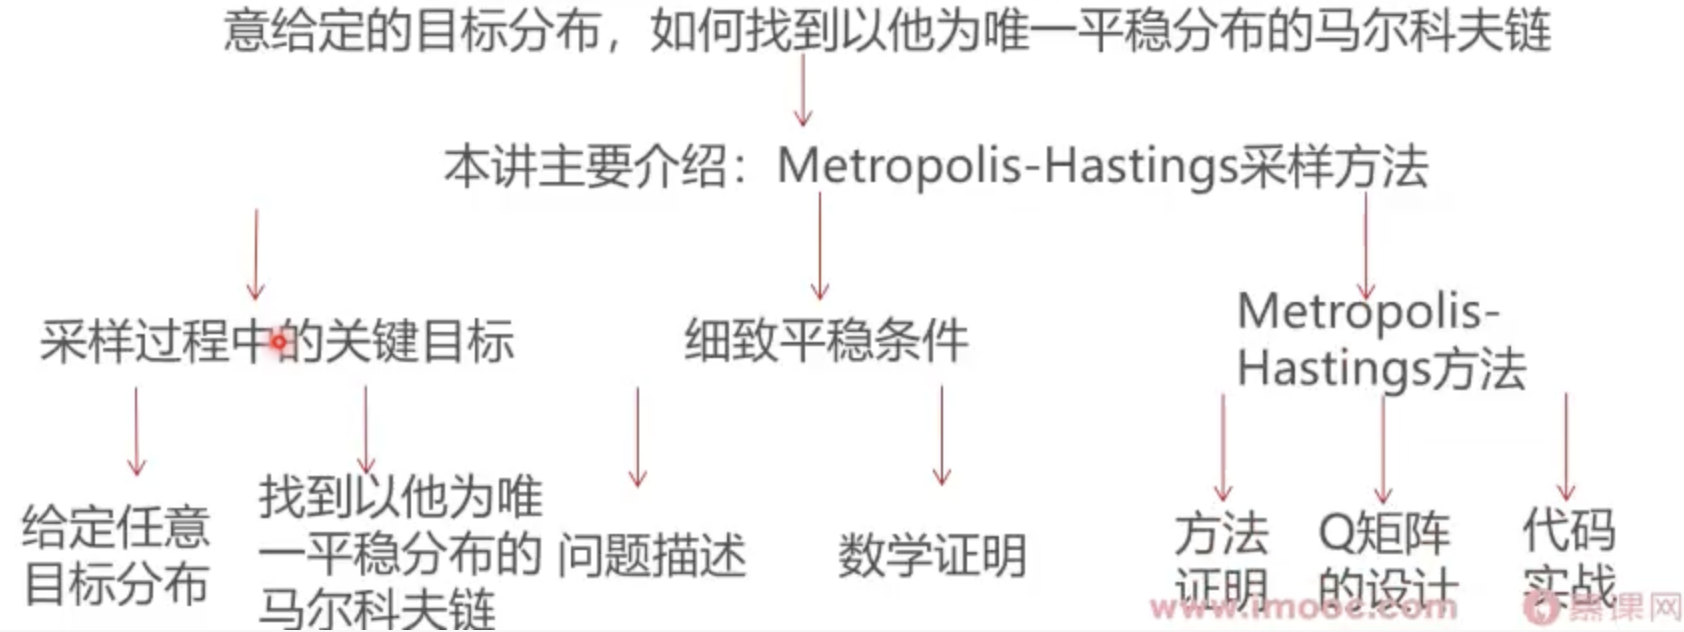 意给定的目标分布，如何找到以他为唯一平稳分布的马尔科夫链
本讲主要介绍：Metropolis-Hastings采样方法
采样过程中的关键目标
细致平稳条件
Metropolis-
Hastings方法
给定任意
目标分布
找到以他为唯
一平稳分布的
马尔科夫链
问题描述
数学证明
方法
证明
Q矩阵
的设计
代码
实战
www.imooc.com
慕课网